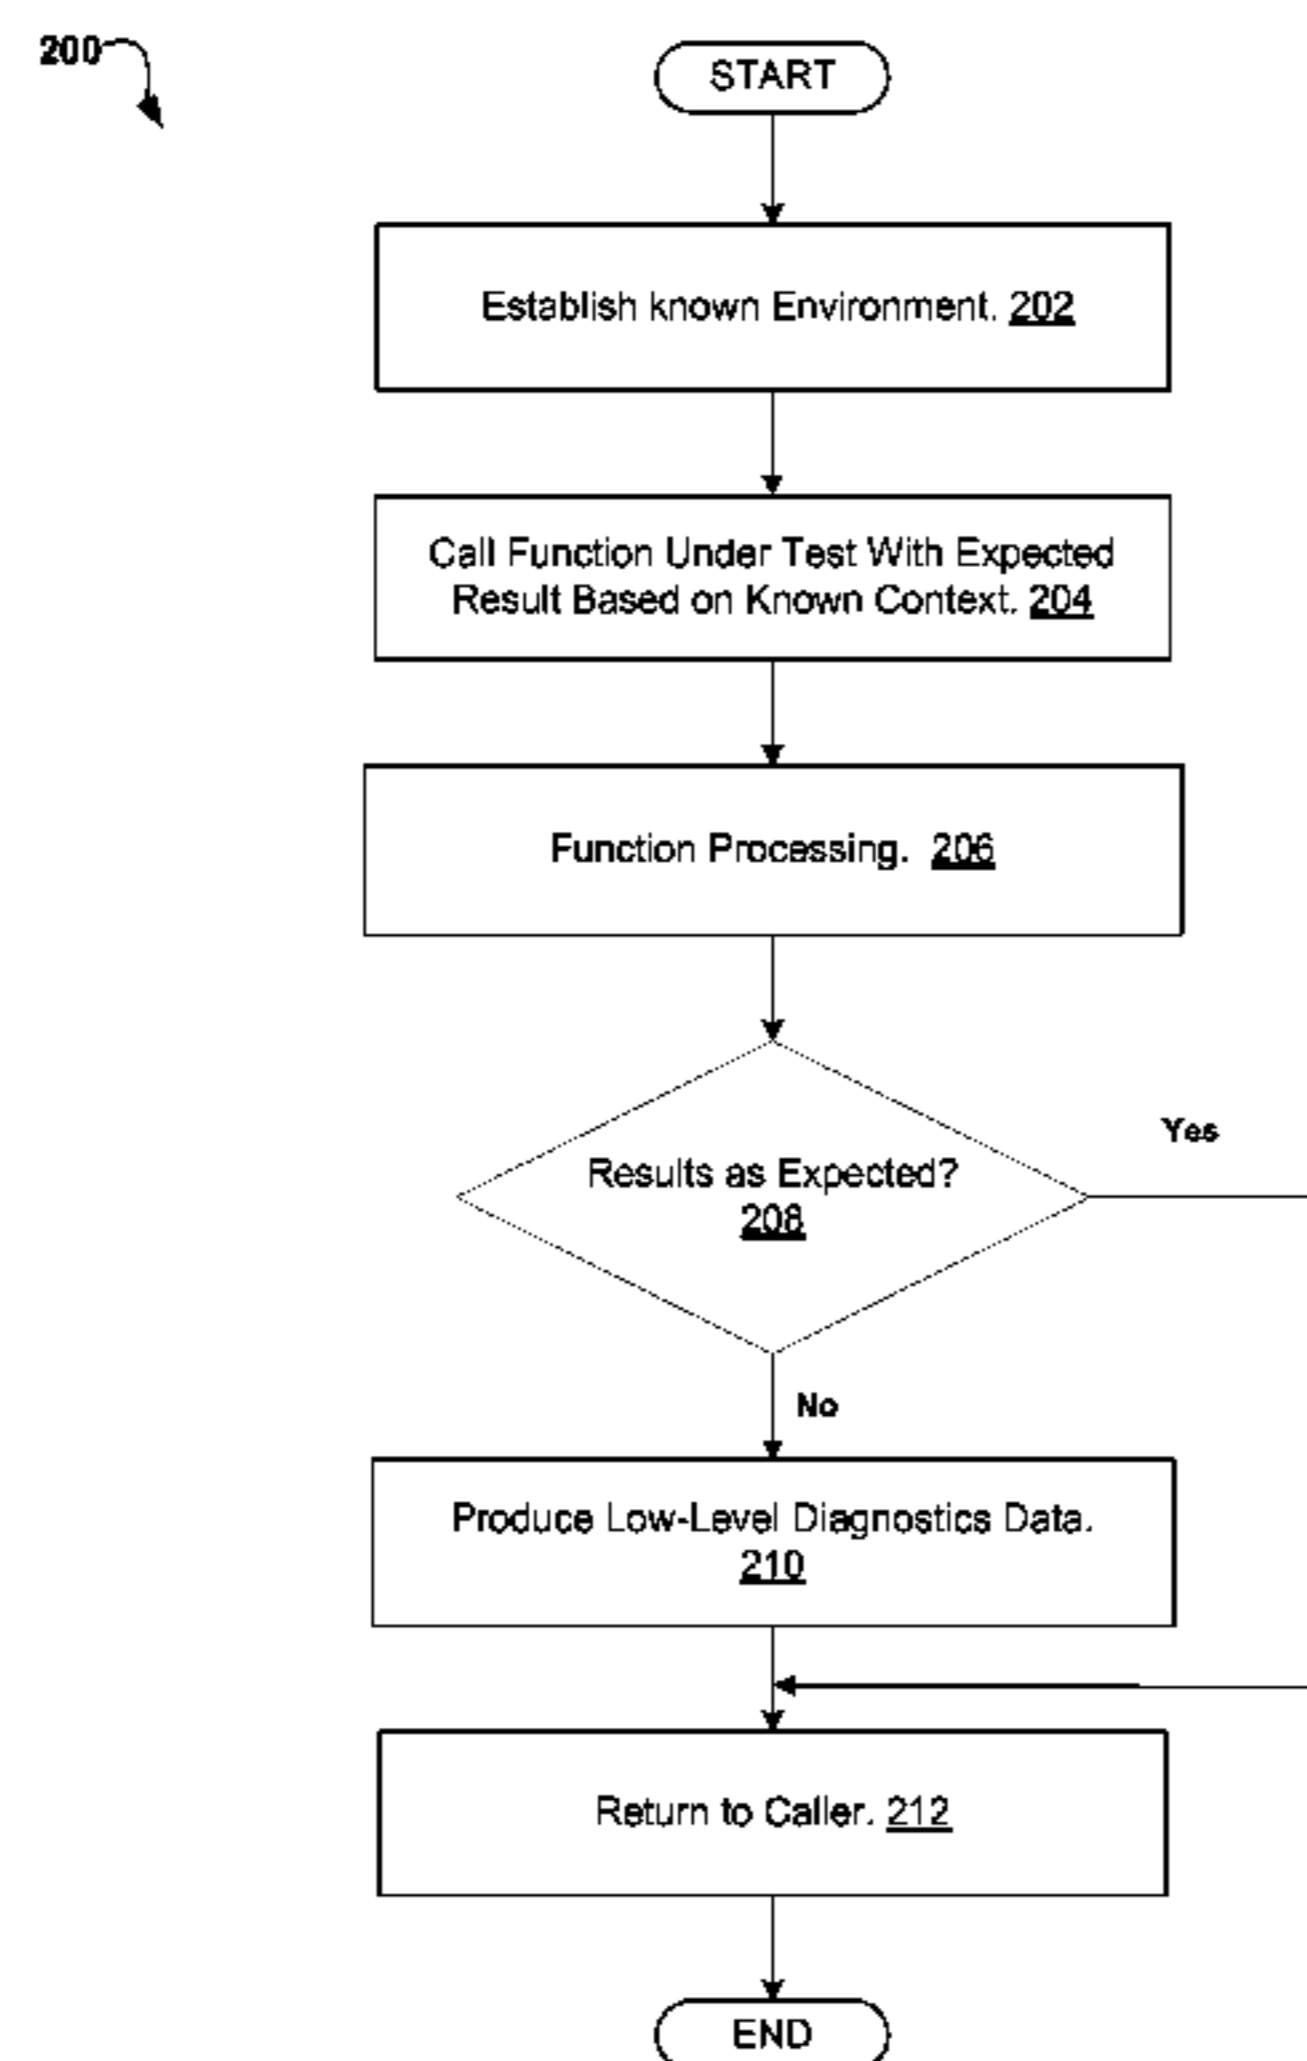 200
START
Establish known Environment. 202
Call Function Under Test With Expected
Result Based on Known Context. 204
Function Processing. 206
Results as Expected?
208
Yes
No
Produce Low-Level Diagnostics Data.
210
Return to Caller. 212
END